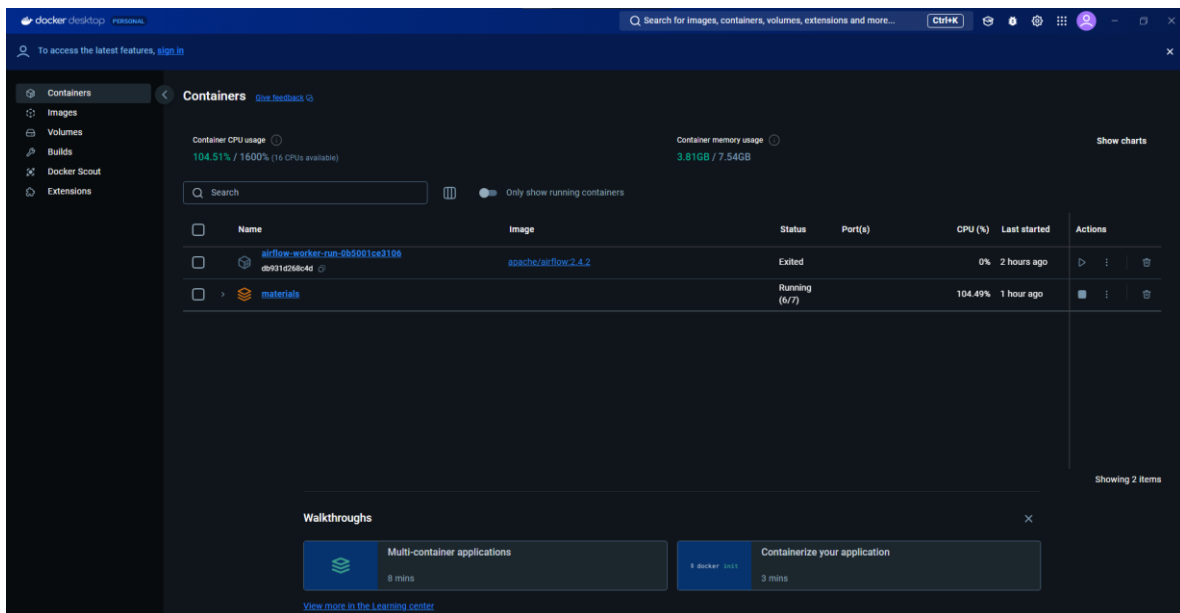 docker desktop PERSONAL
Search for images, containers, volumes, extensions and more... Ctrl+K
To access the latest features, sign in
Containers
Images
Volumes
Builds
Docker Scout
Extensions
Containers Give feedback
Container CPU usage
104.51% / 1600% (16 CPUs available)
Container memory usage
3.81GB / 7.54GB
Show charts
Search
Only show running containers
Name Image Status Port(s) CPU (%) Last started Actions
airflow-worker-run-0b5001ce3106
db931d268c4d
apache/airflow:2.4.2 Exited 0% 2 hours ago
materials
Running
(6/7)
104.49% 1 hour ago
Showing 2 items
Walkthroughs
Multi-container applications
8 mins
$ docker init
Containerize your application
3 mins
View more in the Learning center